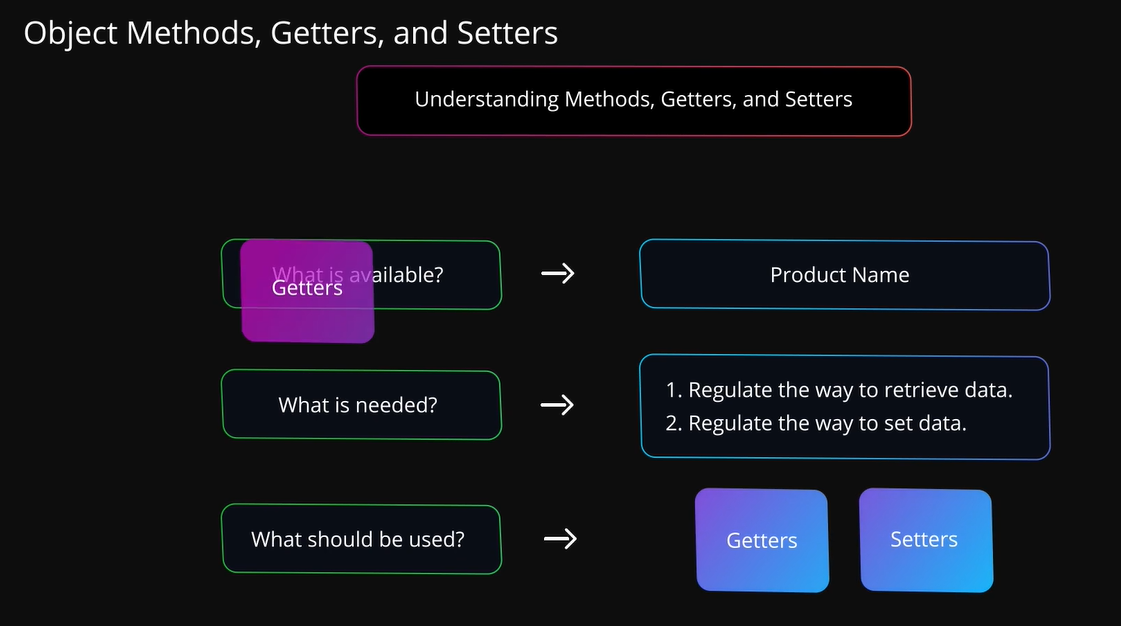 Object Methods, Getters, and Setters
Understanding Methods, Getters, and Setters
What is available?
Getters
Product Name
What is needed?
1. Regulate the way to retrieve data.
2. Regulate the way to set data.
What should be used?
Getters
Setters